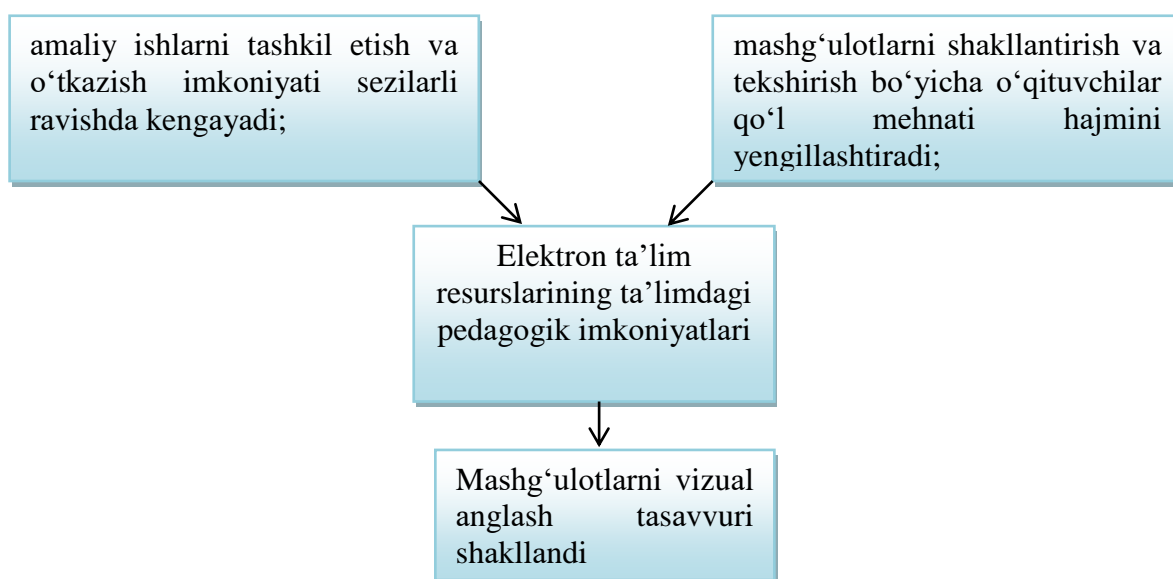 amaliy ishlarni tashkil etish va
o‘tkazish imkoniyati sezilarli
ravishda kengayadi;
mashg‘ulotlarni shakllantirish va
tekshirish bo‘yicha o‘qituvchilar
qo‘l mehnati hajmini
yengillashtiradi;
Elektron ta’lim
resurslarining ta’limdagi
pedagogik imkoniyatlari
Mashg‘ulotlarni vizual
anglash tasavvuri
shakllandi